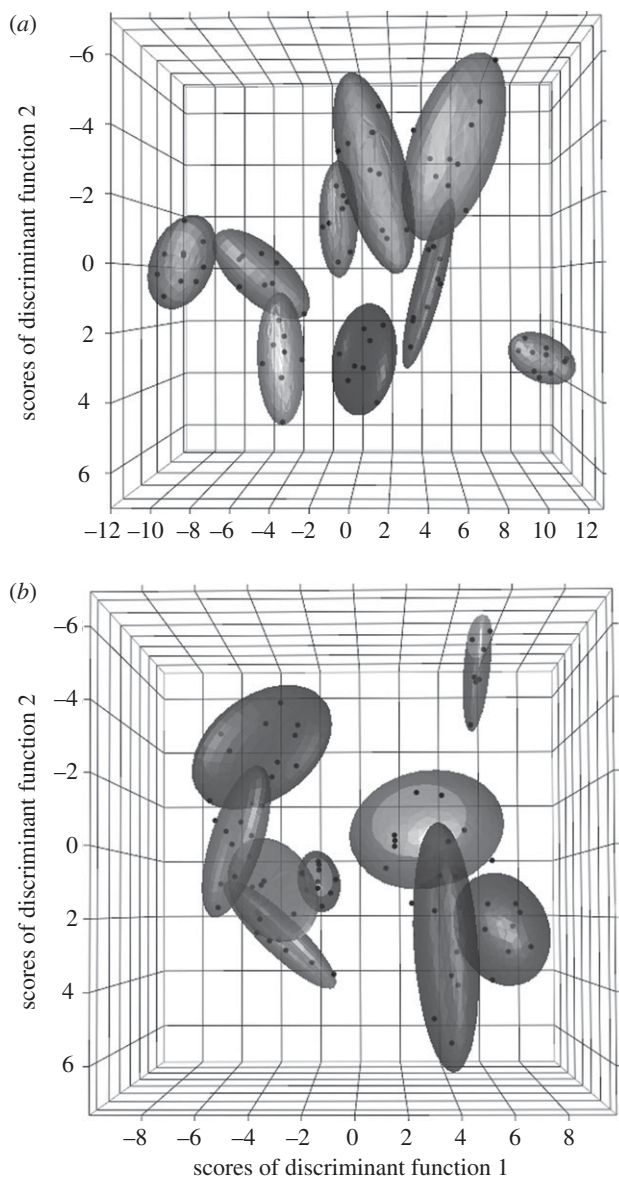 (a)
scores of discriminant function 2
–6
–4
–2
0
2
4
6
–12 –10 –8 –6 –4 –2 0 2 4 6 8 10 12
(b)
scores of discriminant function 2
–6
–4
–2
0
2
4
6
–8 –6 –4 –2 0 2 4 6 8
scores of discriminant function 1